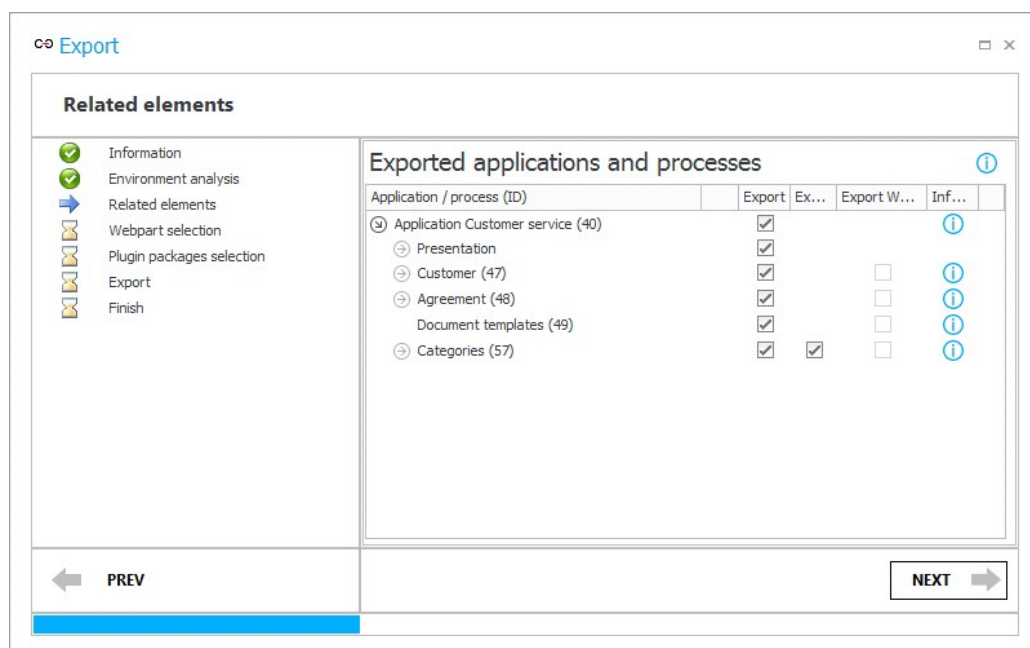 Export
Related elements
Information
Environment analysis
Related elements
Webpart selection
Plugin packages selection
Export
Finish
Exported applications and processes
Application / process (ID) Export Ex... Export W... Inf...
Application Customer service (40)
Presentation
Customer (47)
Agreement (48)
Document templates (49)
Categories (57)
PREV
NEXT